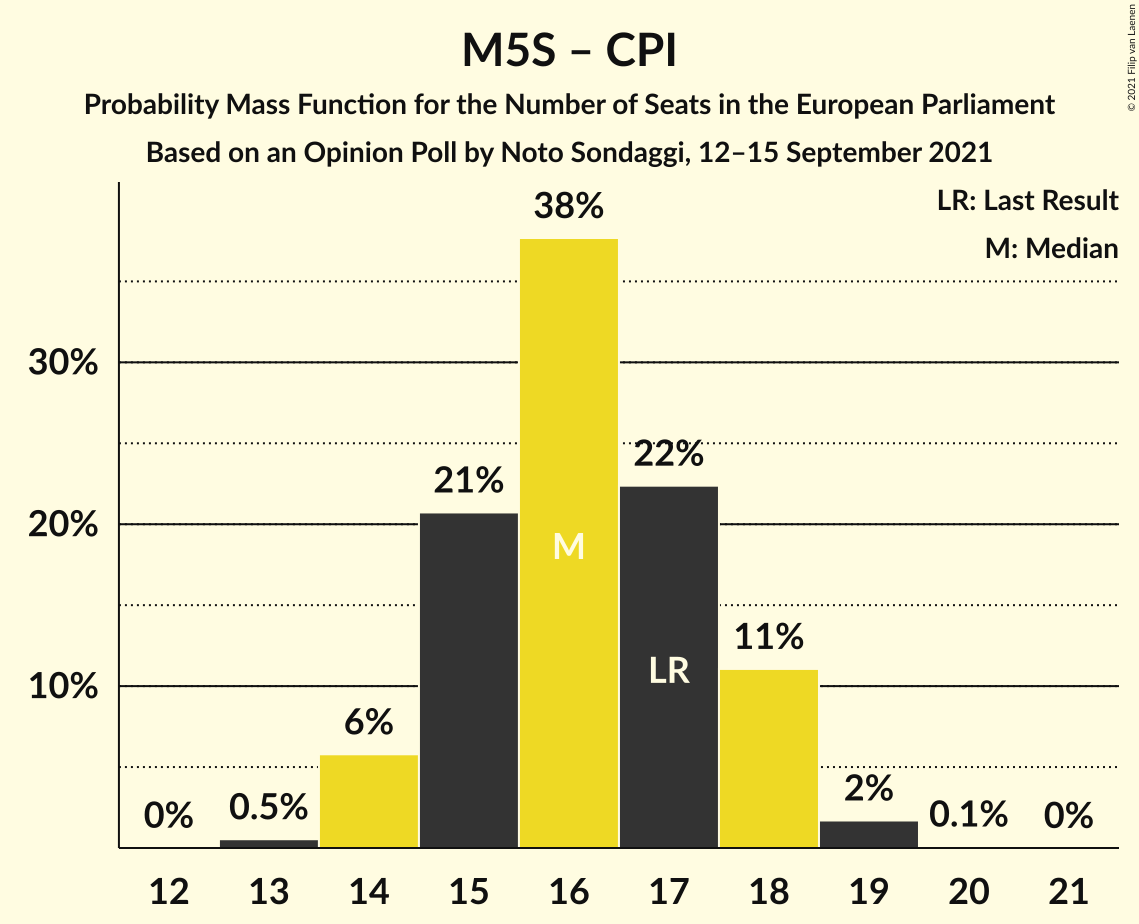 M5S – CPI
Probability Mass Function for the Number of Seats in the European Parliament
Based on an Opinion Poll by Noto Sondaggi, 12–15 September 2021
© 2021 Filip van Laenen
LR: Last Result
M: Median
38%
30%
22%
21%
20%
M
11%
LR
10%
6%
2%
0%
0.5%
0.1%
0%
12 13 14 15 16 17 18 19 20 21